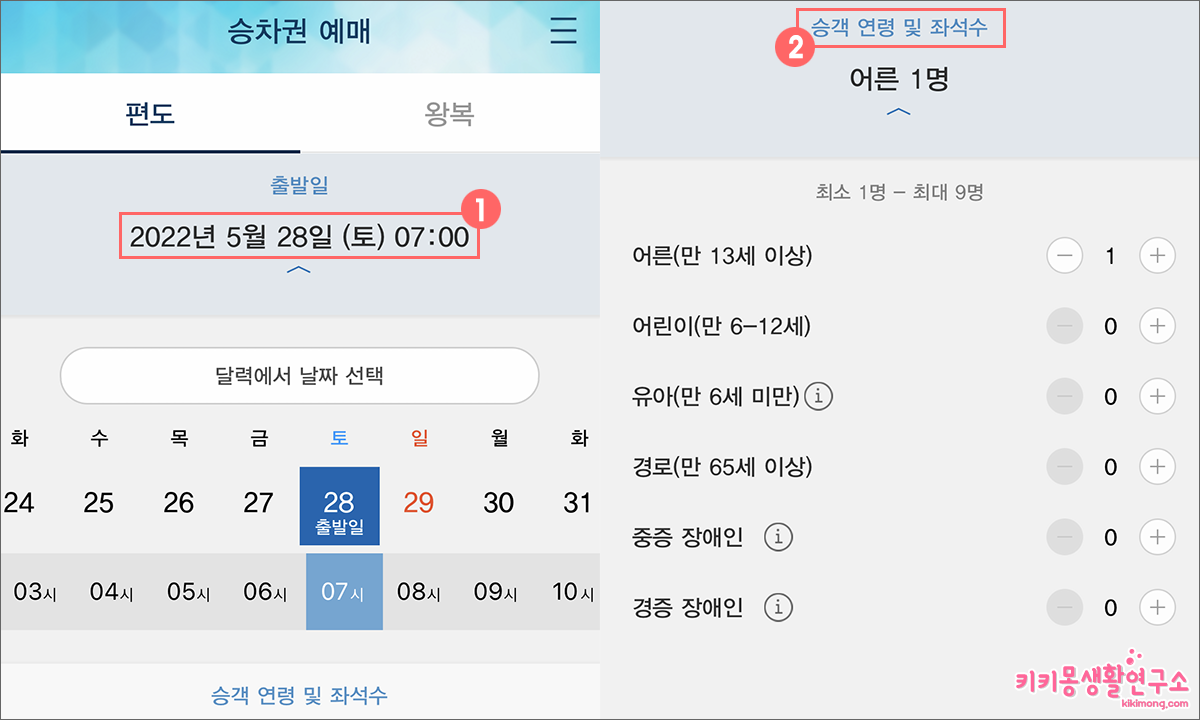 승차권 예매
편도 왕복
출발일
1
2022년 5월 28일 (토) 07:00
달력에서 날짜 선택
화 수 목 금 토 일 월 화
24 25 26 27 28 29 30 31
출발일
03시 04시 05시 06시 07시 08시 09시 10시
승객 연령 및 좌석수
2
승객 연령 및 좌석수
어른 1명
최소 1명 - 최대 9명
어른(만 13세 이상) 1
어린이(만 6-12세) 0
유아(만 6세 미만) i 0
경로(만 65세 이상) 0
중증 장애인 i 0
경증 장애인 i 0
키키몽생활연구소
kikimong.com